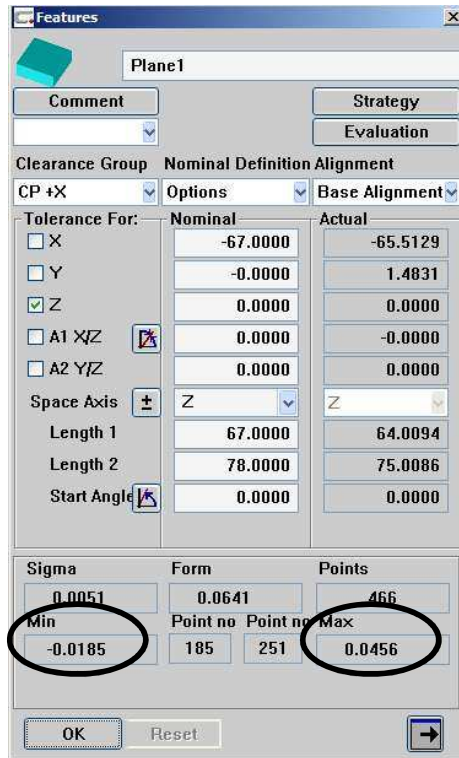 Features
Plane1
Comment Strategy
Evaluation
Clearance Group Nominal Definition Alignment
CP +X Options Base Alignment
Tolerance For: Nominal Actual
X -67.0000 -65.5129
Y -0.0000 1.4831
Z 0.0000 0.0000
A1 X/Z 0.0000 -0.0000
A2 Y/Z 0.0000 0.0000
Space Axis ± Z Z
Length 1 67.0000 64.0094
Length 2 78.0000 75.0086
Start Angle 0.0000 0.0000
Sigma Form Points
0.0051 0.0641 466
Min Point no Point no Max
-0.0185 185 251 0.0456
OK Reset